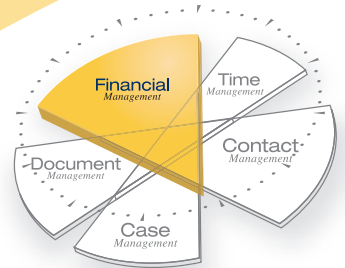 Financial
Management
Time
Management
Contact
Management
Document
Management
Case
Management